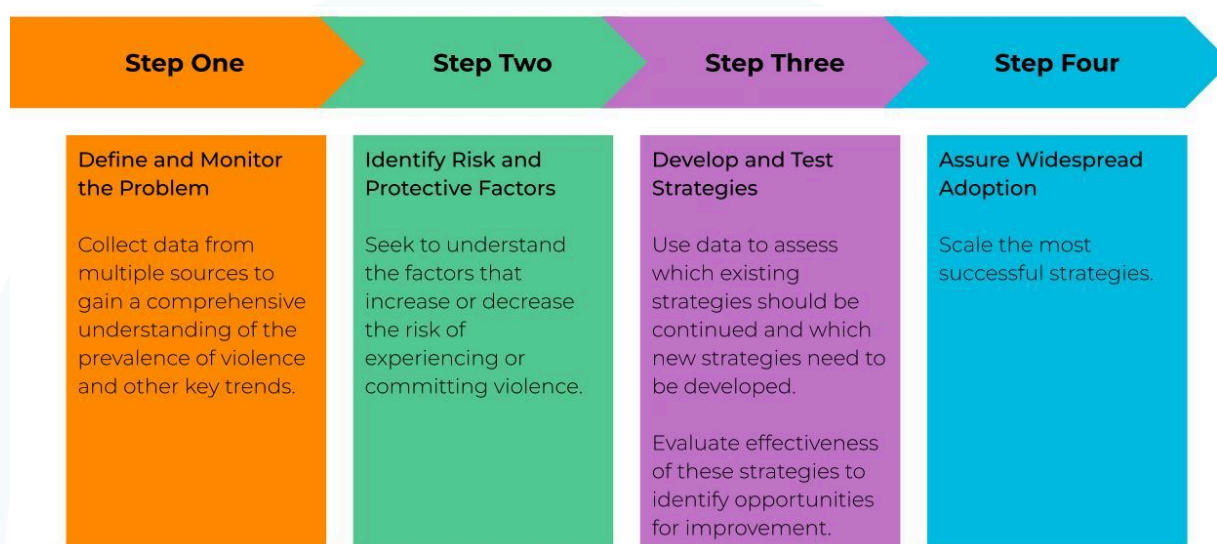 Step One
Step Two
Step Three
Step Four
Define and Monitor
the Problem
Collect data from
multiple sources to
gain a comprehensive
understanding of the
prevalence of violence
and other key trends.
Identify Risk and
Protective Factors
Seek to understand
the factors that
increase or decrease
the risk of
experiencing or
committing violence.
Develop and Test
Strategies
Use data to assess
which existing
strategies should be
continued and which
new strategies need to
be developed.
Evaluate effectiveness
of these strategies to
identify opportunities
for improvement.
Assure Widespread
Adoption
Scale the most
successful strategies.